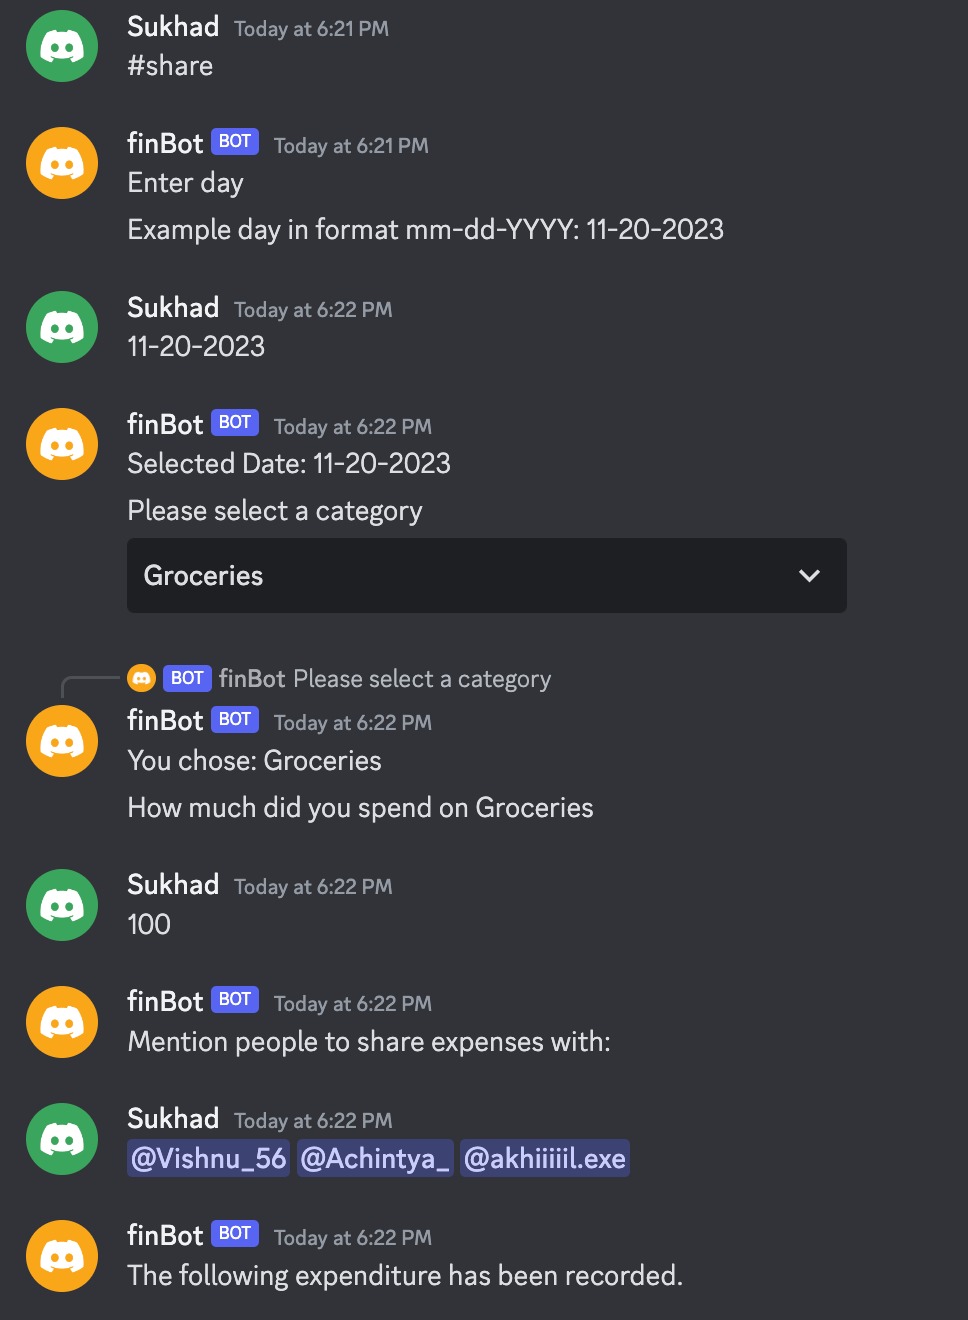 Sukhad Today at 6:21 PM
#share
finBot BOT Today at 6:21 PM
Enter day
Example day in format mm-dd-YYYY: 11-20-2023
Sukhad Today at 6:22 PM
11-20-2023
finBot BOT Today at 6:22 PM
Selected Date: 11-20-2023
Please select a category
Groceries
BOT finBot Please select a category
finBot BOT Today at 6:22 PM
You chose: Groceries
How much did you spend on Groceries
Sukhad Today at 6:22 PM
100
finBot BOT Today at 6:22 PM
Mention people to share expenses with:
Sukhad Today at 6:22 PM
@Vishnu_56 @Achintya_ @akhiiiiil.exe
finBot BOT Today at 6:22 PM
The following expenditure has been recorded.